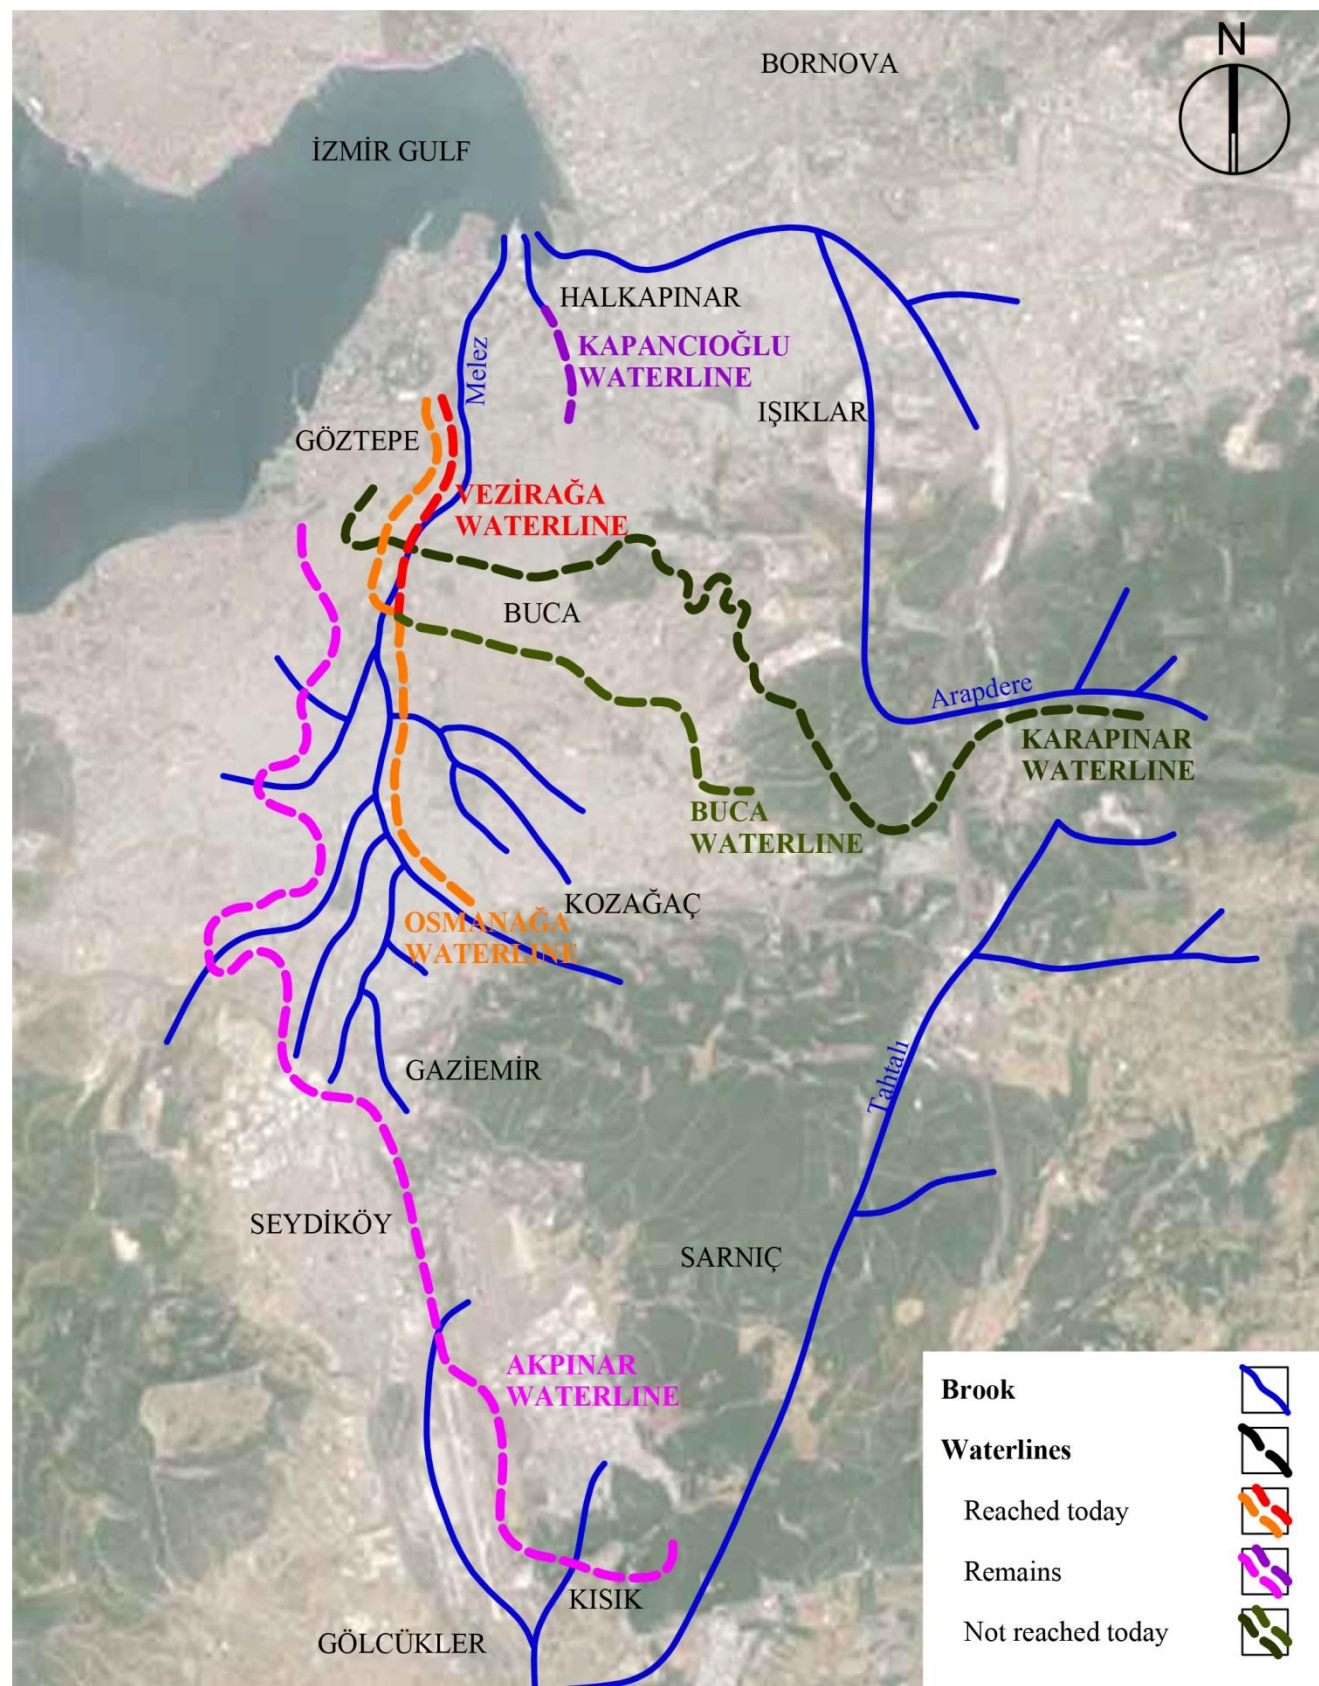 N
BORNOVA
İZMİR GULF
HALKAPINAR
KAPANCIOĞLU
WATERLINE
Melez
IŞIKLAR
GÖZTEPE
VEZİRAĞA
WATERLINE
BUCA
Arapdere
KARAPINAR
WATERLINE
BUCA
WATERLINE
KOZAĞAÇ
OSMANAĞA
WATERLINE
GAZİEMİR
Tahtalı
SEYDİKÖY
SARNIÇ
AKPINAR
WATERLINE
KISIK
GÖLCÜKLER
Brook
Waterlines
Reached today
Remains
Not reached today